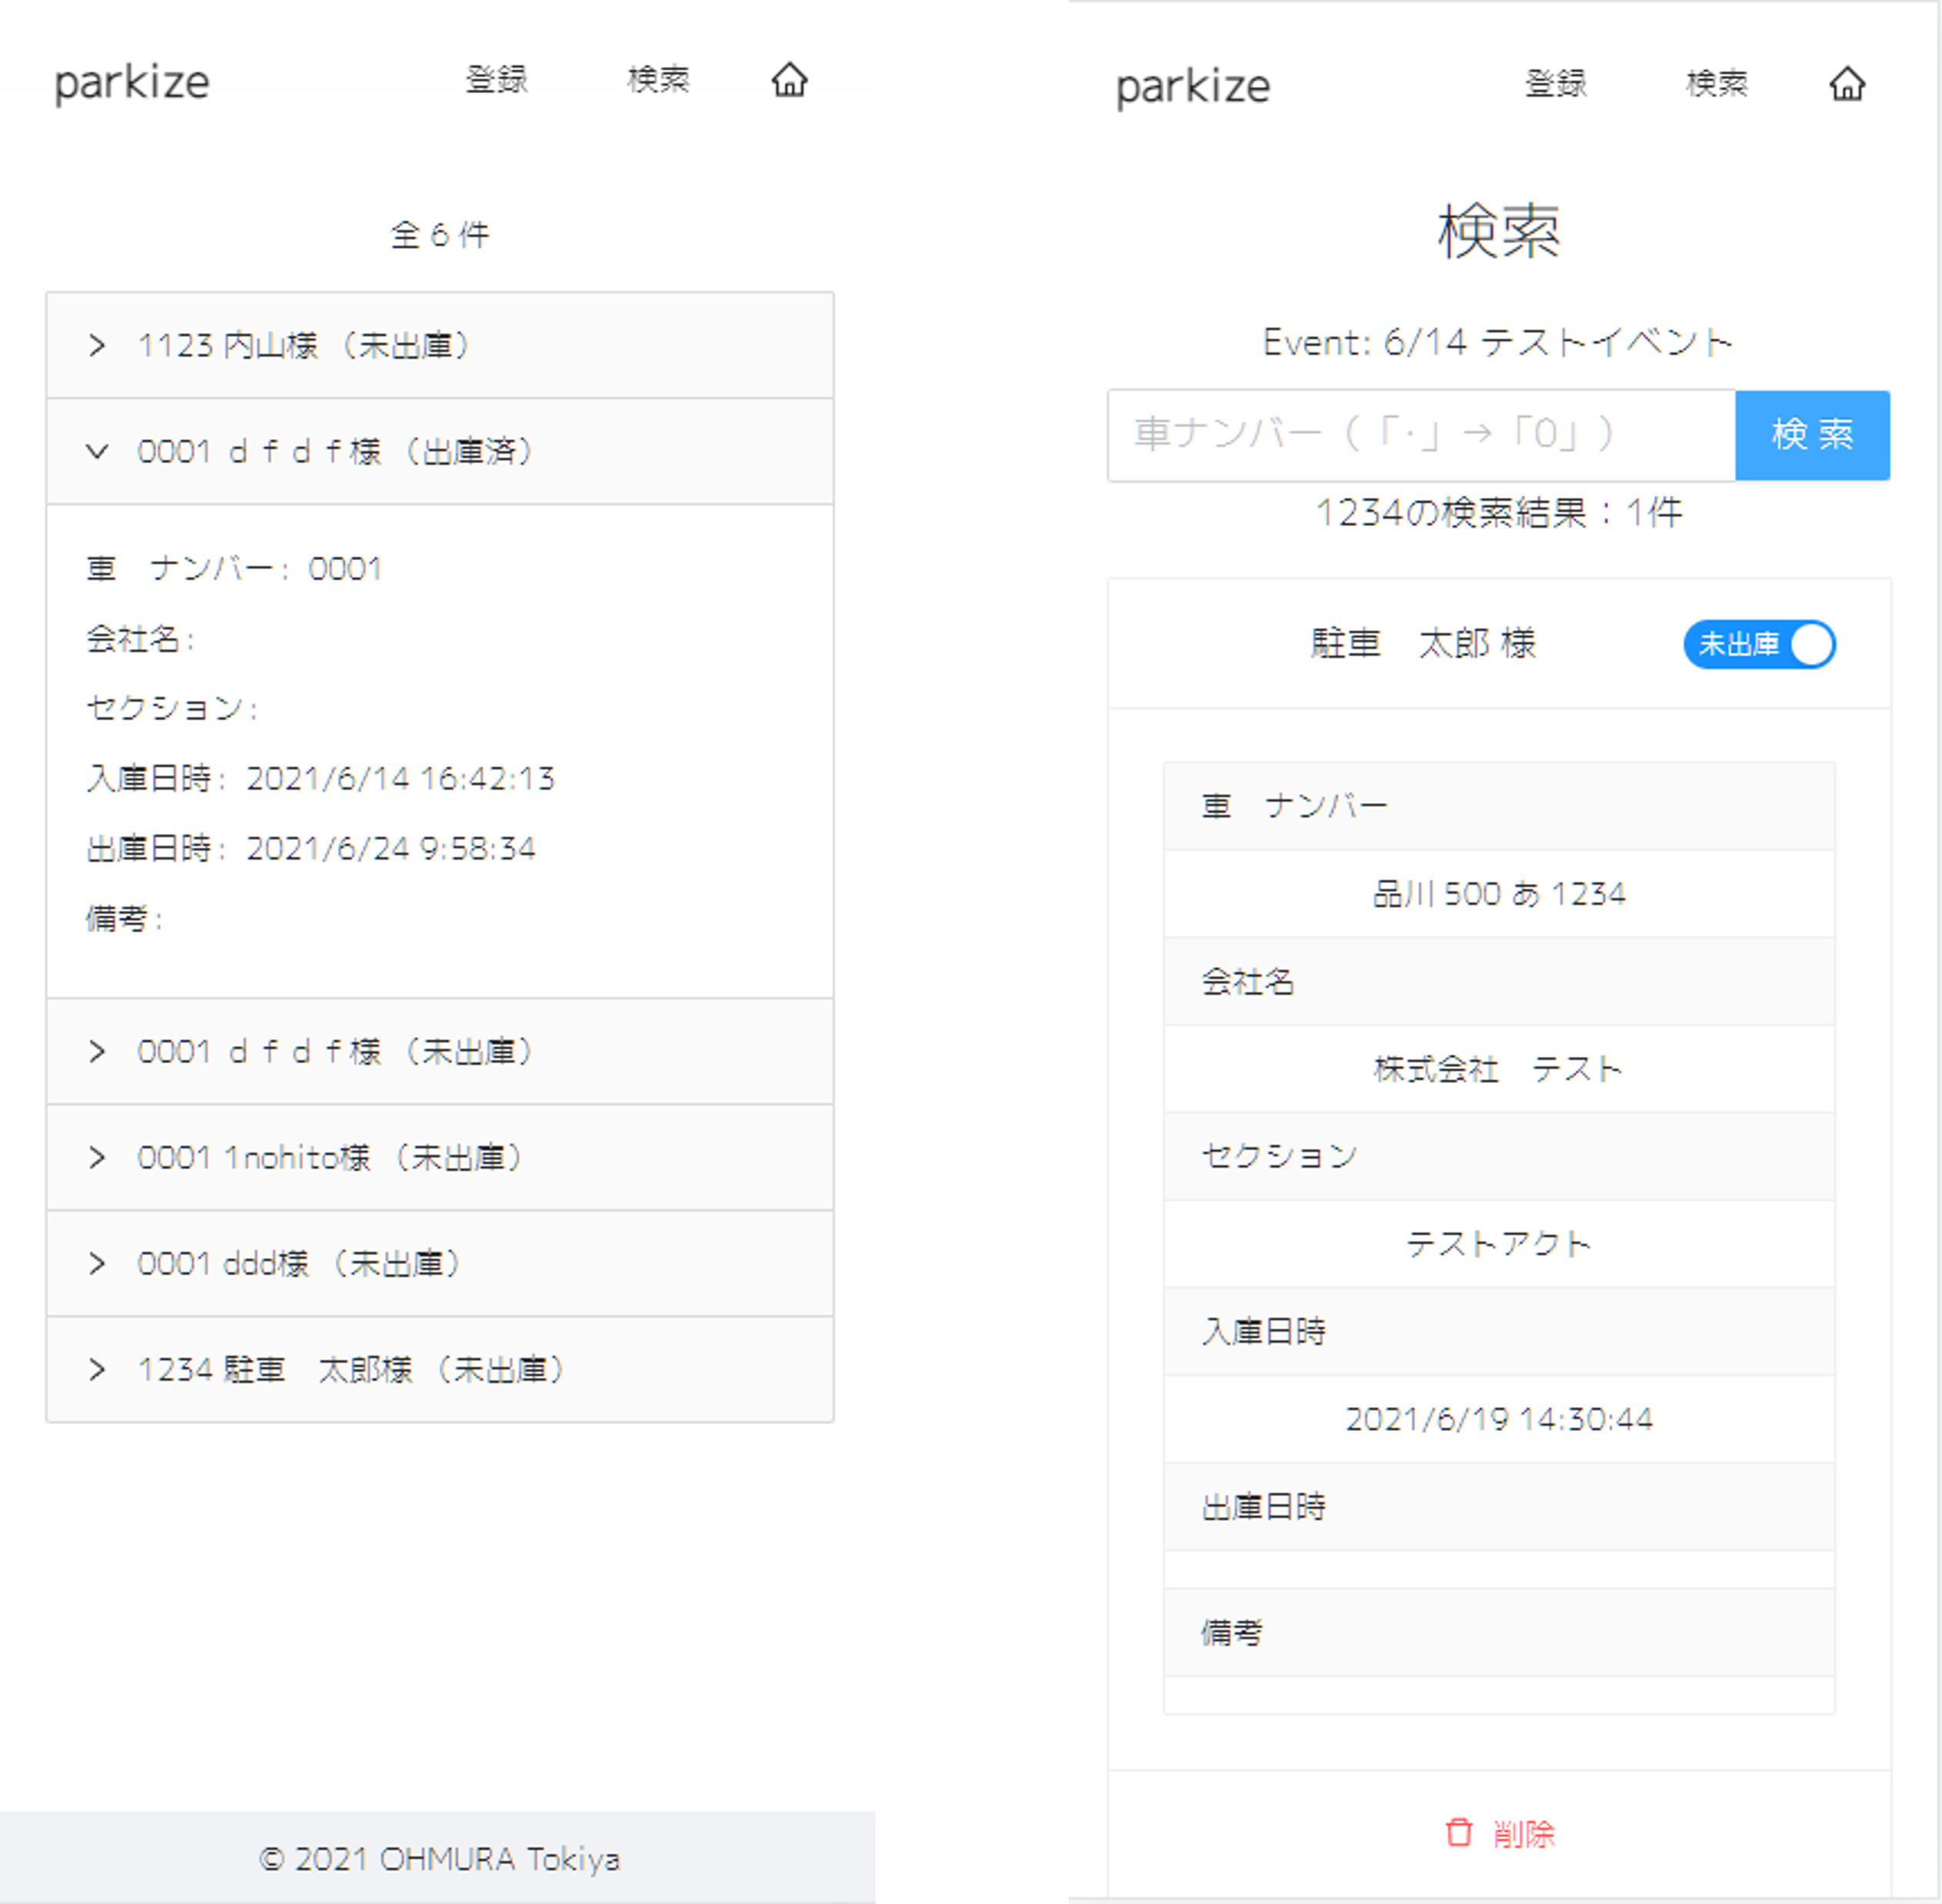 parkize 登録 検索
全 6 件
1123 内山様 （未出庫）
0001 ｄｆｄｆ様 （出庫済）
車　ナンバー: 0001
会社名:
セクション:
入庫日時: 2021/6/14 16:42:13
出庫日時: 2021/6/24 9:58:34
備考:
0001 ｄｆｄｆ様 （未出庫）
0001 1nohito様 （未出庫）
0001 ddd様 （未出庫）
1234 駐車　太郎様 （未出庫）
© 2021 OHMURA Tokiya
parkize 登録 検索
検索
Event: 6/14 テストイベント
車ナンバー（「·」→「0」） 検 索
1234の検索結果：1件
駐車　太郎 様 未出庫
車　ナンバー
品川 500 あ 1234
会社名
株式会社　テスト
セクション
テストアクト
入庫日時
2021/6/19 14:30:44
出庫日時
備考
削除